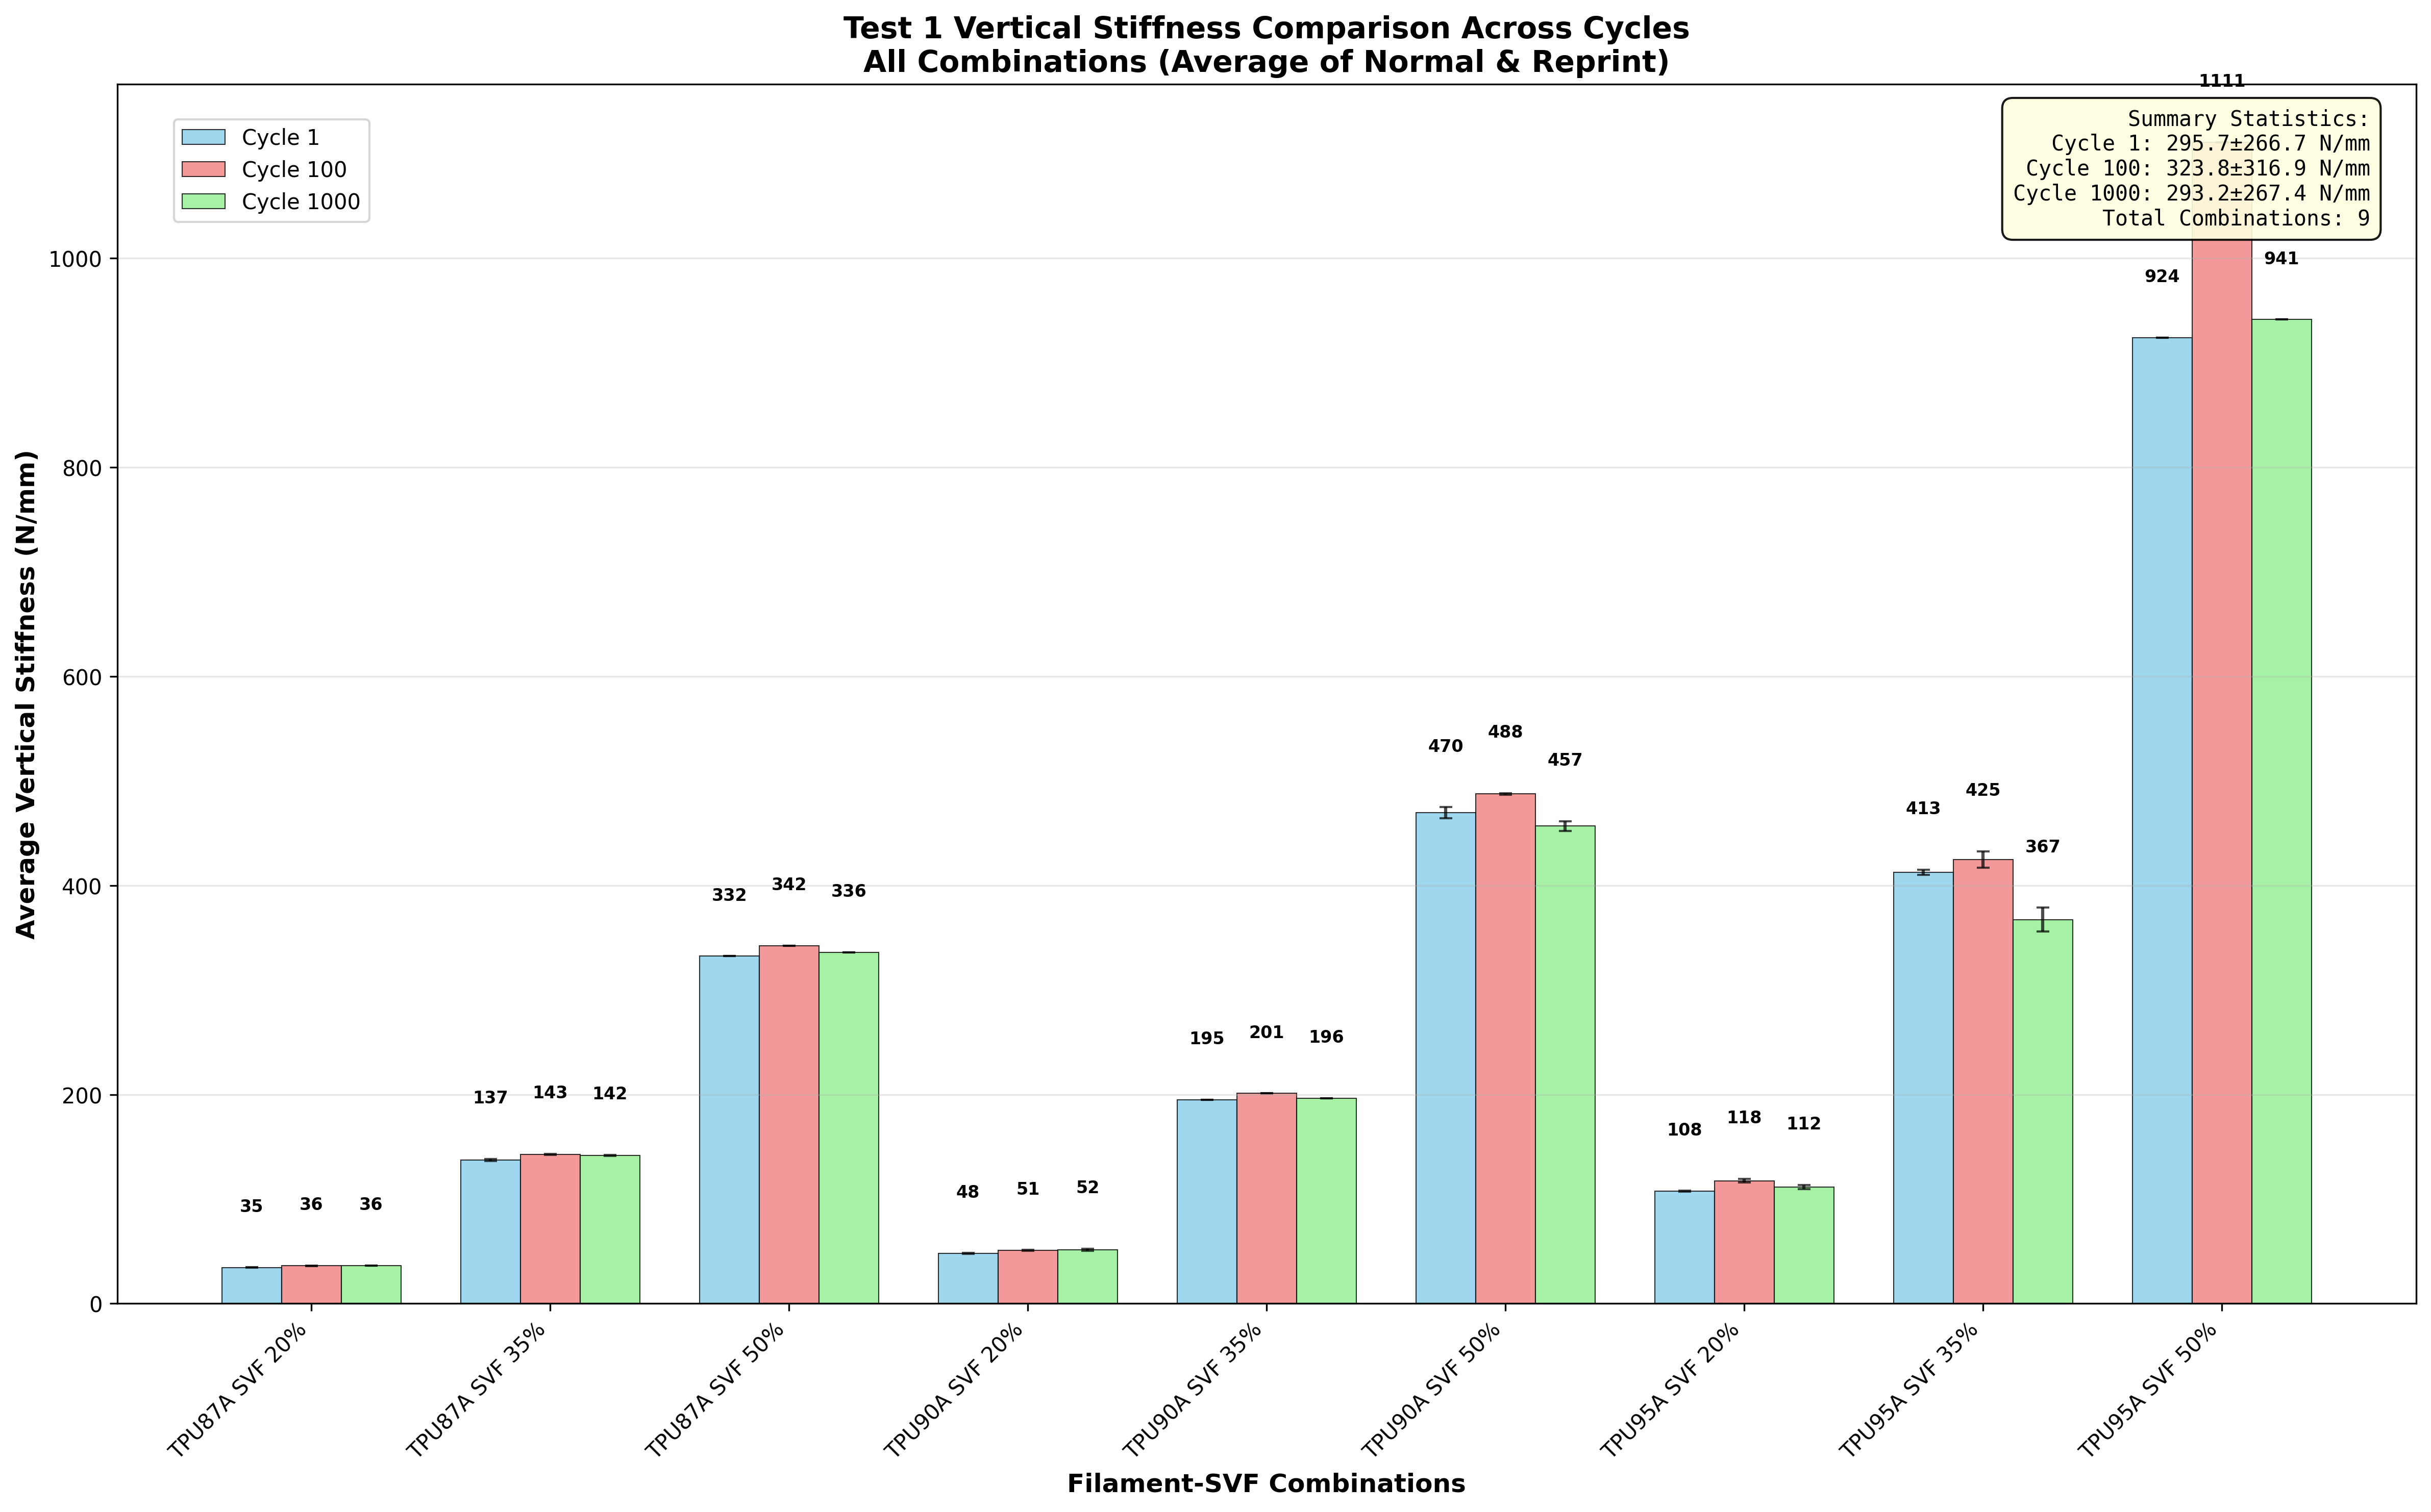 Test 1 Vertical Stiffness Comparison Across Cycles
All Combinations (Average of Normal & Reprint)
1111
Cycle 1
Cycle 100
Cycle 1000
Summary Statistics:
Cycle 1: 295.7±266.7 N/mm
Cycle 100: 323.8±316.9 N/mm
Cycle 1000: 293.2±267.4 N/mm
Total Combinations: 9
Average Vertical Stiffness (N/mm)
1000
800
600
400
200
0
35 36 36
137 143 142
332 342 336
48 51 52
195 201 196
470 488 457
108 118 112
413 425 367
924 941
TPU87A SVF 20%
TPU87A SVF 35%
TPU87A SVF 50%
TPU90A SVF 20%
TPU90A SVF 35%
TPU90A SVF 50%
TPU95A SVF 20%
TPU95A SVF 35%
TPU95A SVF 50%
Filament-SVF Combinations